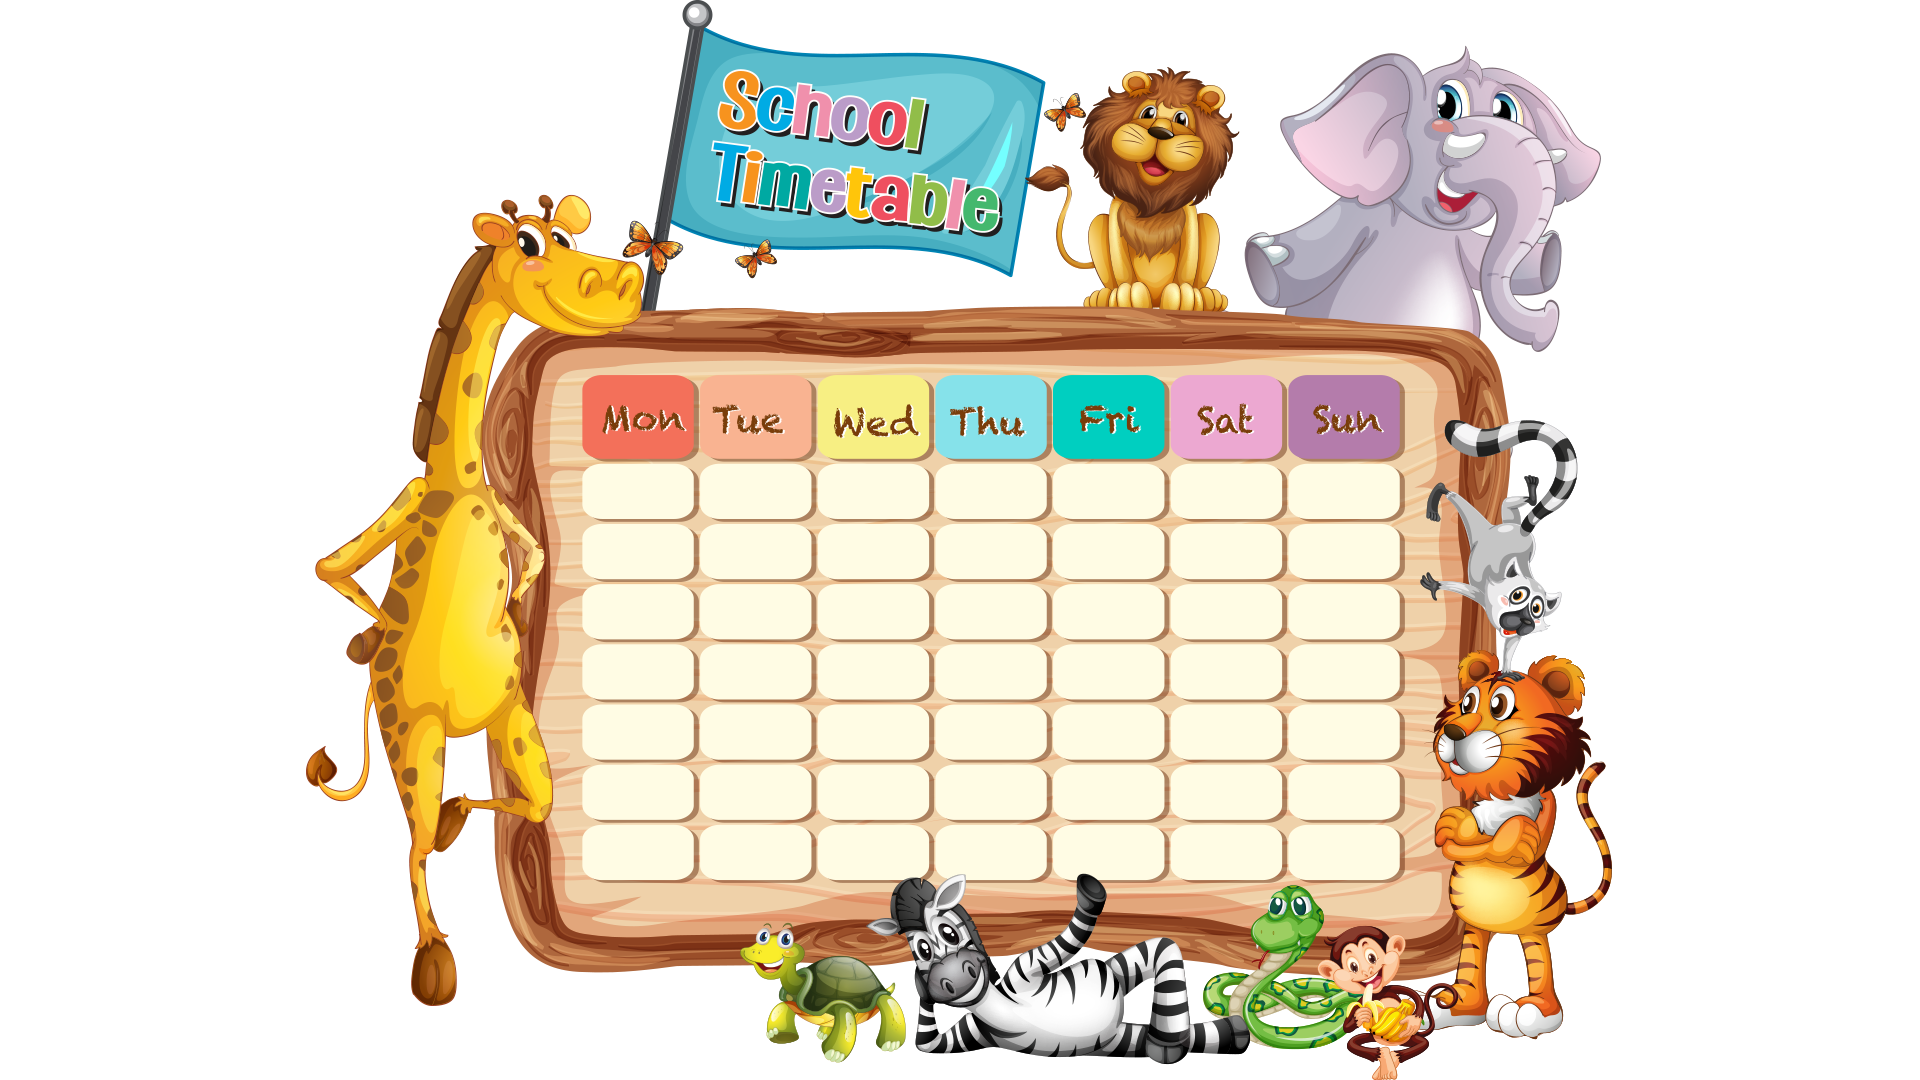 School
Timetable
Mon Tue Wed Thu Fri Sat Sun